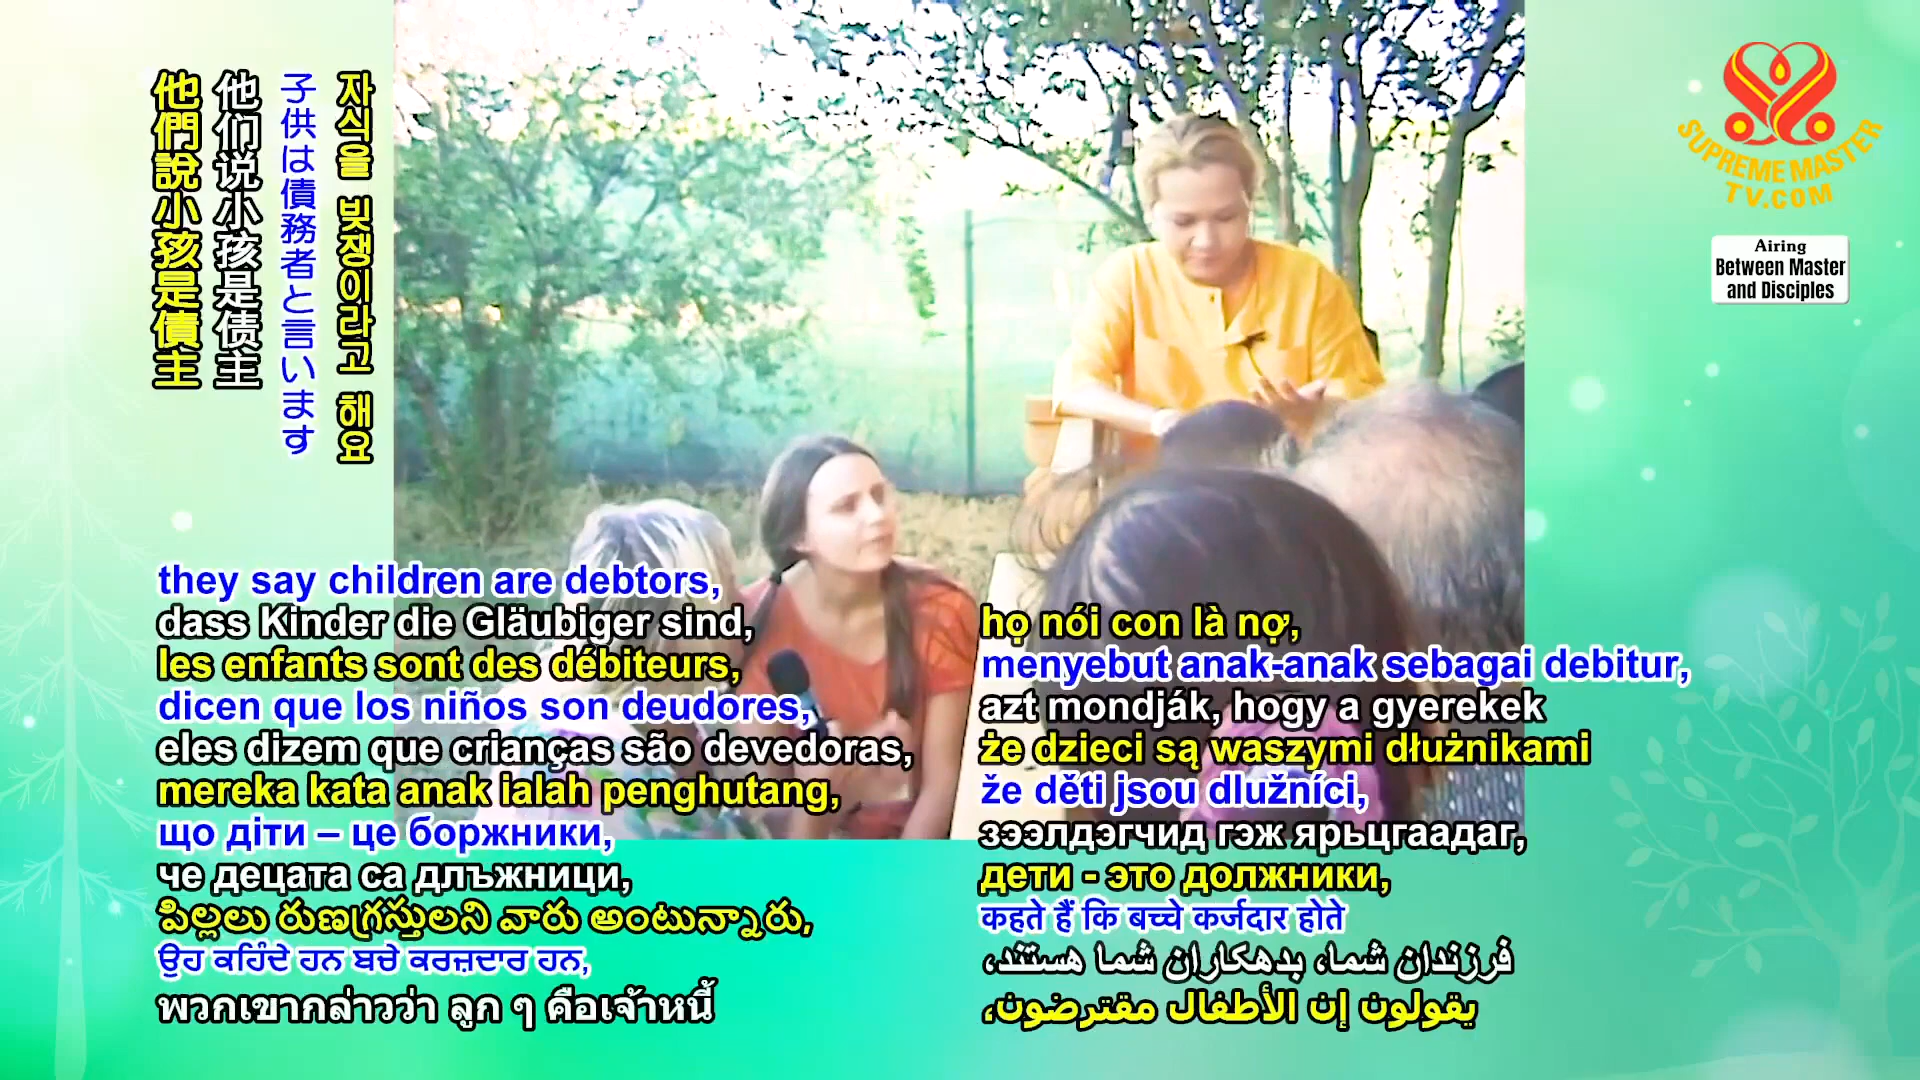 他們說小孩是債主
他们说小孩是债主
子供は債務者と言います
자식을 빚쟁이라고 해요
SUPREME MASTER
TV.COM
Airing
Between Master
and Disciples
they say children are debtors,
dass Kinder die Gläubiger sind,
les enfants sont des débiteurs,
dicen que los niños son deudores,
eles dizem que crianças são devedoras,
mereka kata anak ialah penghutang,
що діти – це боржники,
че децата са длъжници,
పిల్లలు రుణగ్రస్తులని వారు అంటున్నారు,
ਉਹ ਕਹਿੰਦੇ ਹਨ ਬਚੇ ਕਰਜ਼ਦਾਰ ਹਨ,
พวกเขากล่าวว่า ลูก ๆ คือเจ้าหนี้
họ nói con là nợ,
menyebut anak-anak sebagai debitur,
azt mondják, hogy a gyerekek
że dzieci są waszymi dłużnikami
že děti jsou dlužníci,
зээлдэгчид гэж ярьцгаадаг,
дети - это должники,
कहते हैं कि बच्चे कर्जदार होते
فرزندان شما، بدهکاران شما هستند،
يقولون إن الأطفال مقترضون،